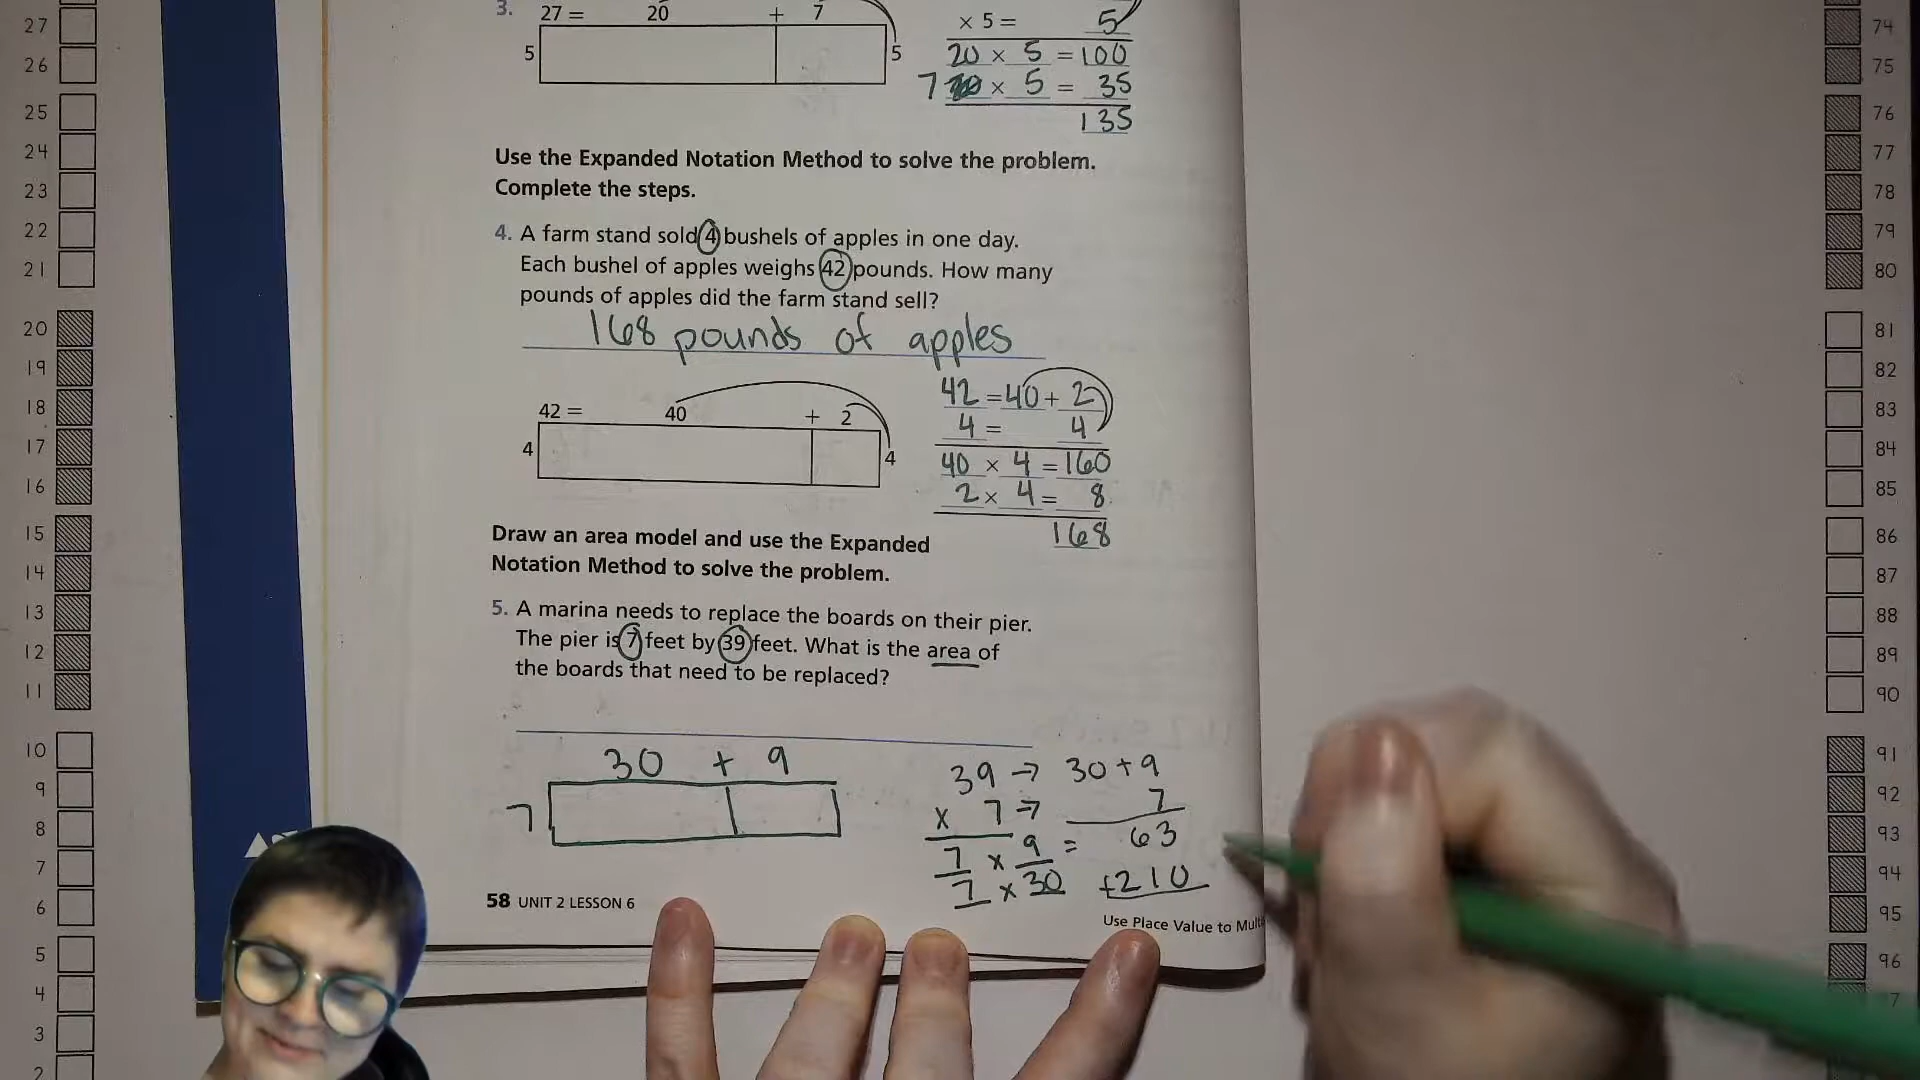 3. 27 = 20 + 7
5 5
× 5 = 5
20 × 5 = 100
7 × 5 = 35
135
Use the Expanded Notation Method to solve the problem.
Complete the steps.
4. A farm stand sold 4 bushels of apples in one day.
Each bushel of apples weighs 42 pounds. How many
pounds of apples did the farm stand sell?
168 pounds of apples
42 = 40 + 2
4 4
42 = 40 + 2
4 = 4
40 × 4 = 160
2 × 4 = 8
168
Draw an area model and use the Expanded
Notation Method to solve the problem.
5. A marina needs to replace the boards on their pier.
The pier is 7 feet by 39 feet. What is the area of
the boards that need to be replaced?
30 + 9
7
39 → 30 + 9
× 7 → 7
7 × 9 = 63
7 × 30 +210
58 UNIT 2 LESSON 6
Use Place Value to
27
26
25
24
23
22
21
20
19
18
17
16
15
14
13
12
11
10
9
8
7
6
5
4
3
2
74
75
76
77
78
79
80
81
82
83
84
85
86
87
88
89
90
91
92
93
94
95
96